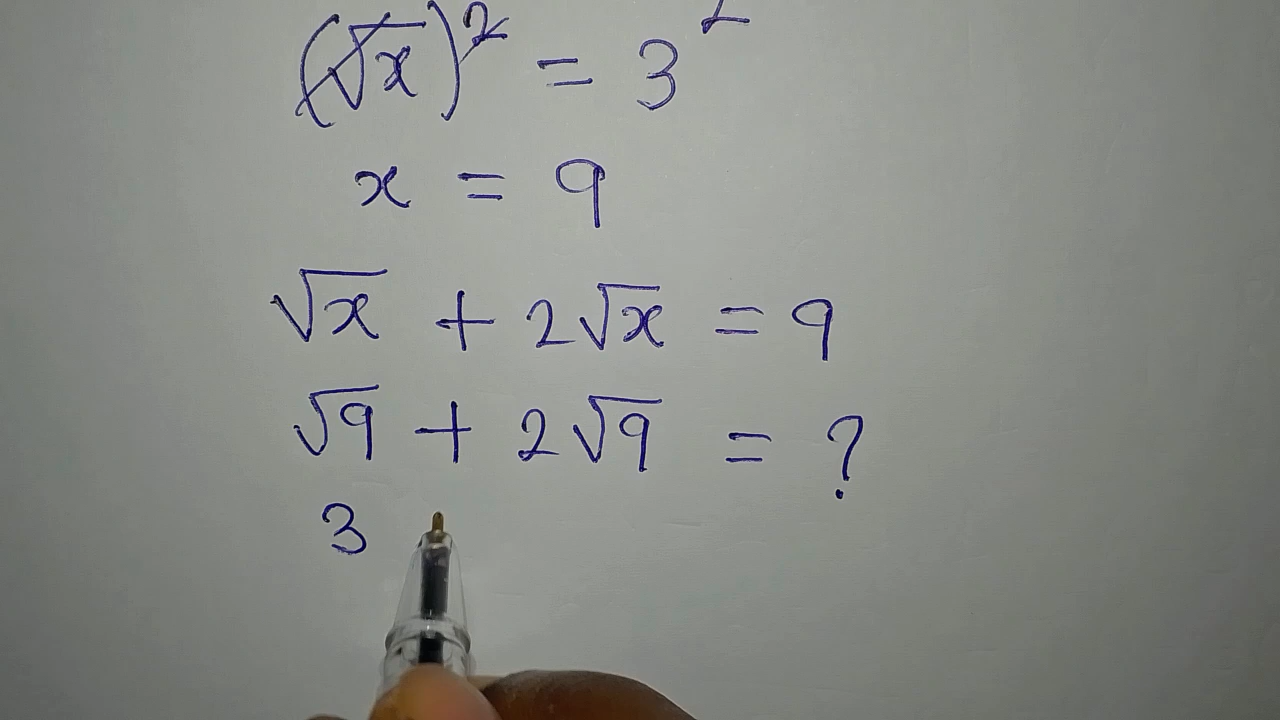 (√x)² = 3²
x = 9
√x + 2√x = 9
√9 + 2√9 = ?
3